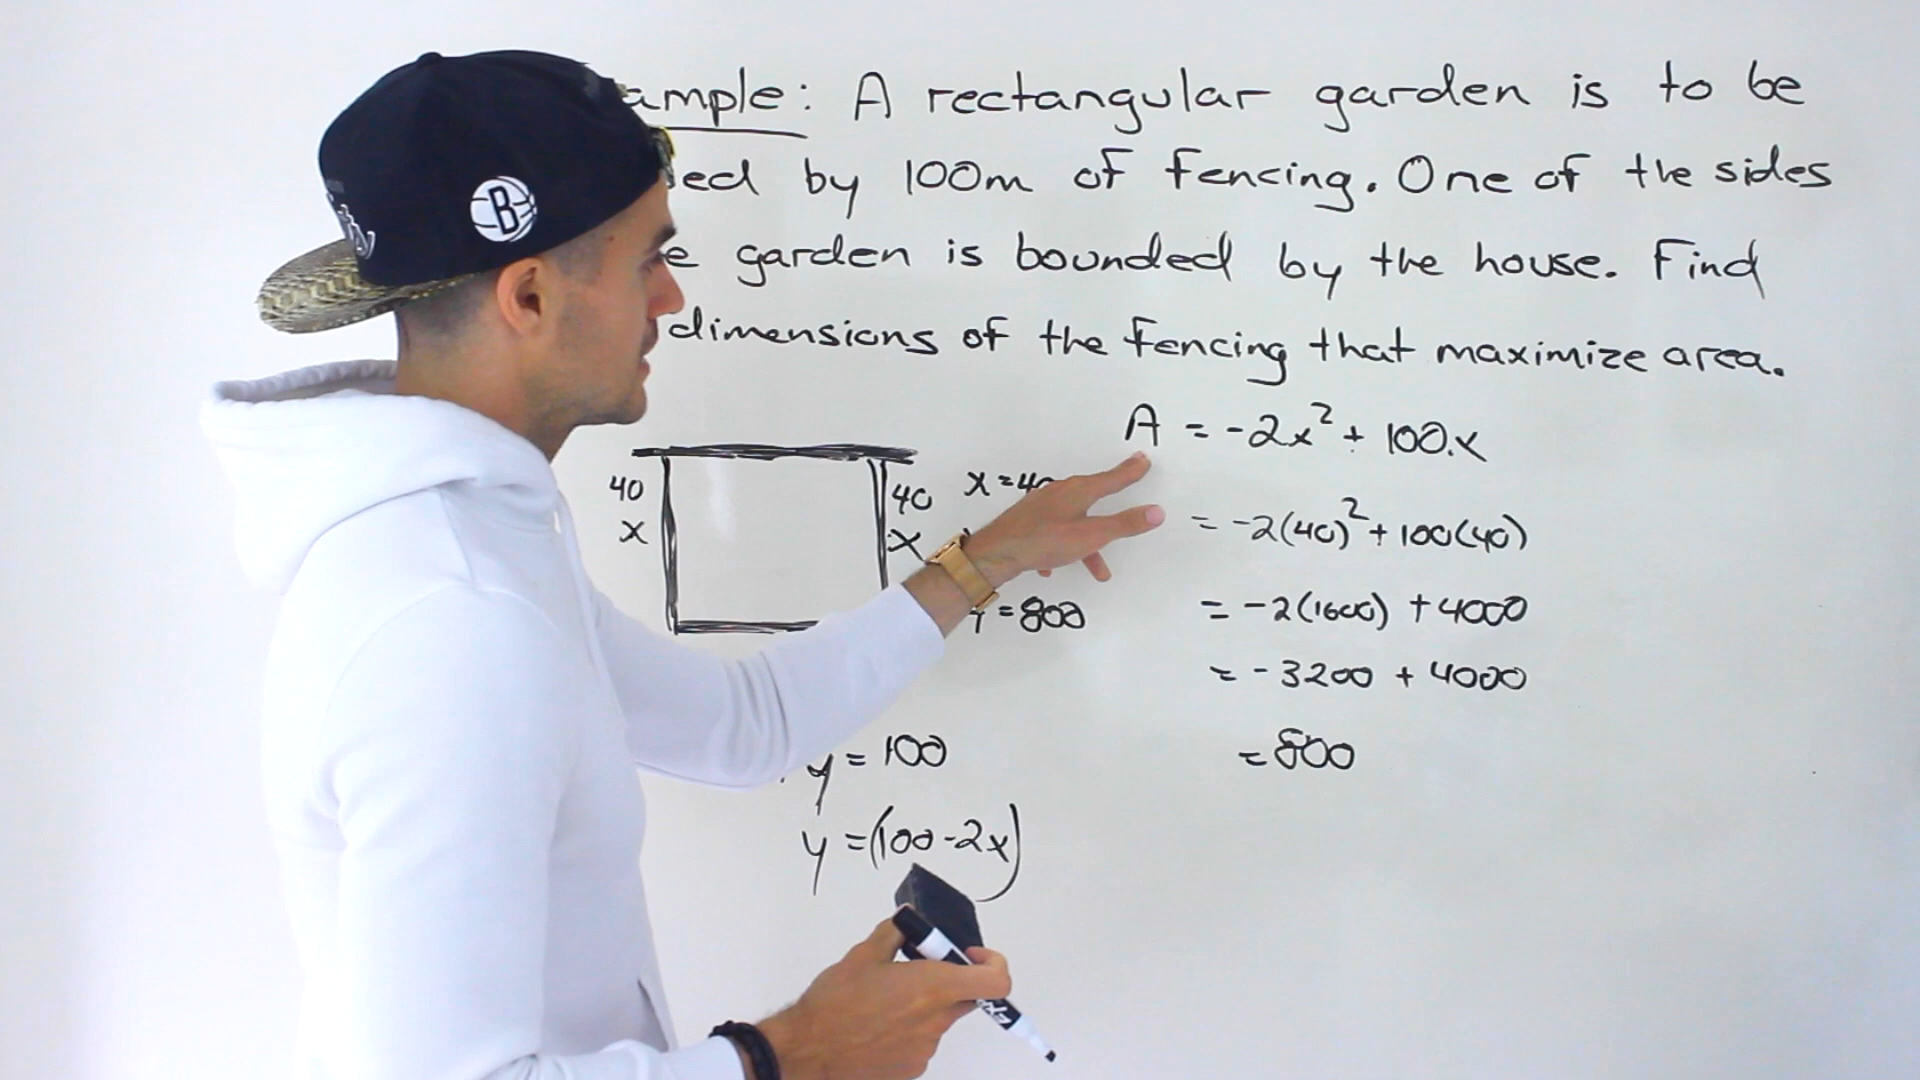 ample: A rectangular garden is to be
ed by 100m of fencing. One of the sides
e garden is bounded by the house. Find
dimensions of the fencing that maximize area.
A = -2x² + 100x
40
x
40
x
x = 40
= -2(40)² + 100(40)
= 800
= -2(1600) + 4000
= -3200 + 4000
= 800
y = 100
y = (100-2x)
B